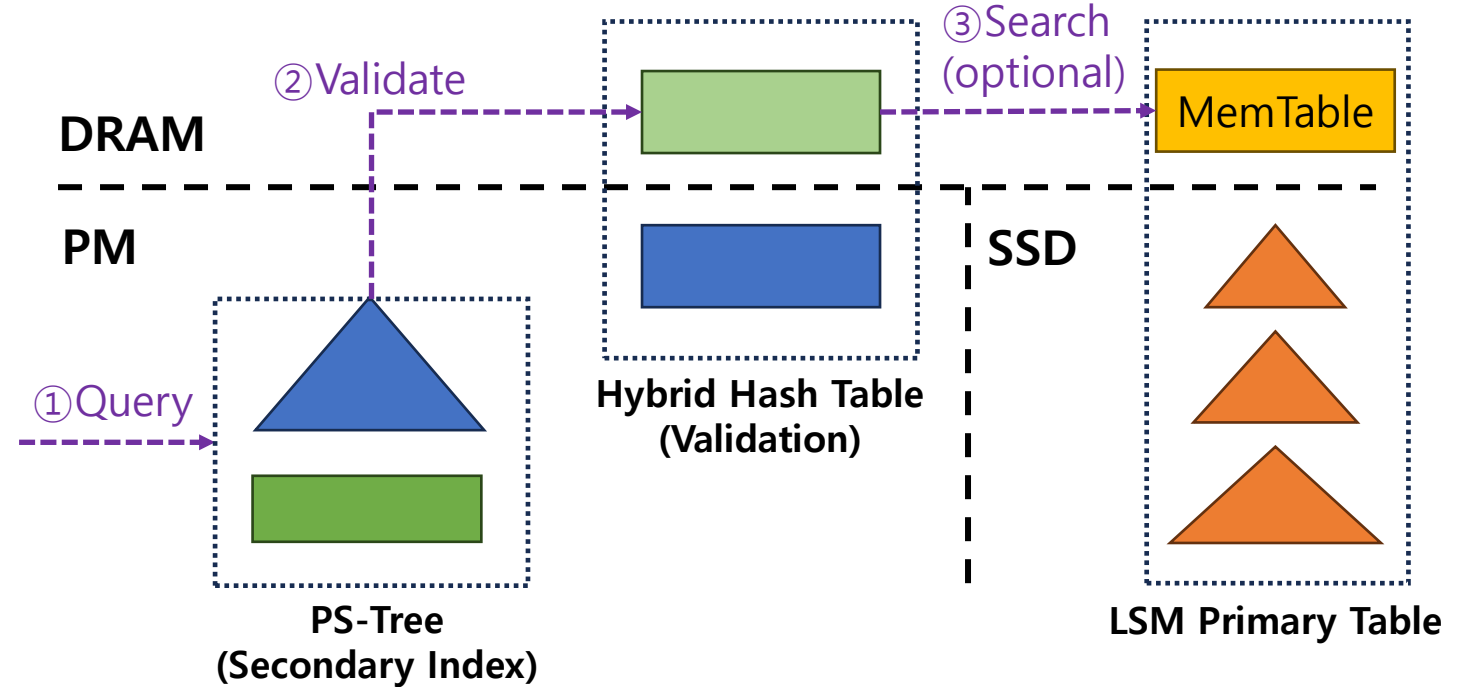 ③Search
(optional)
②Validate
MemTable
DRAM
PM
SSD
①Query
Hybrid Hash Table
(Validation)
PS-Tree
(Secondary Index)
LSM Primary Table